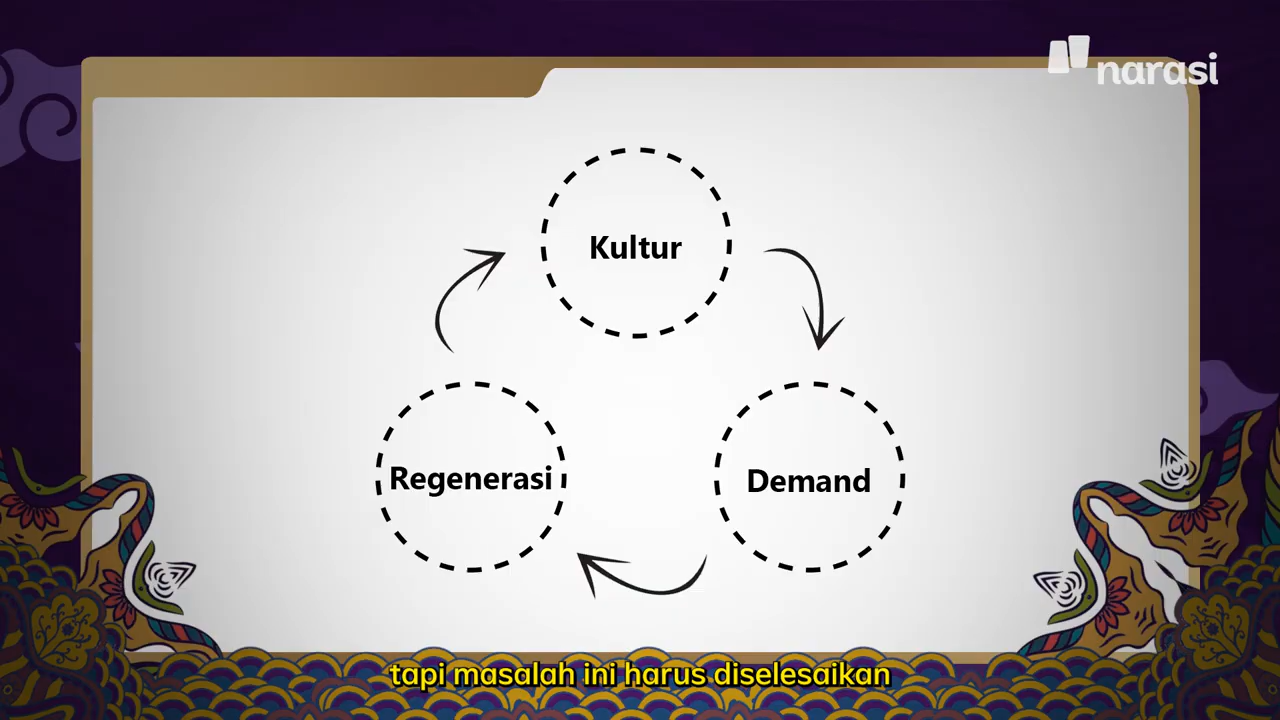 narasi
Kultur
Regenerasi
Demand
tapi masalah ini harus diselesaikan